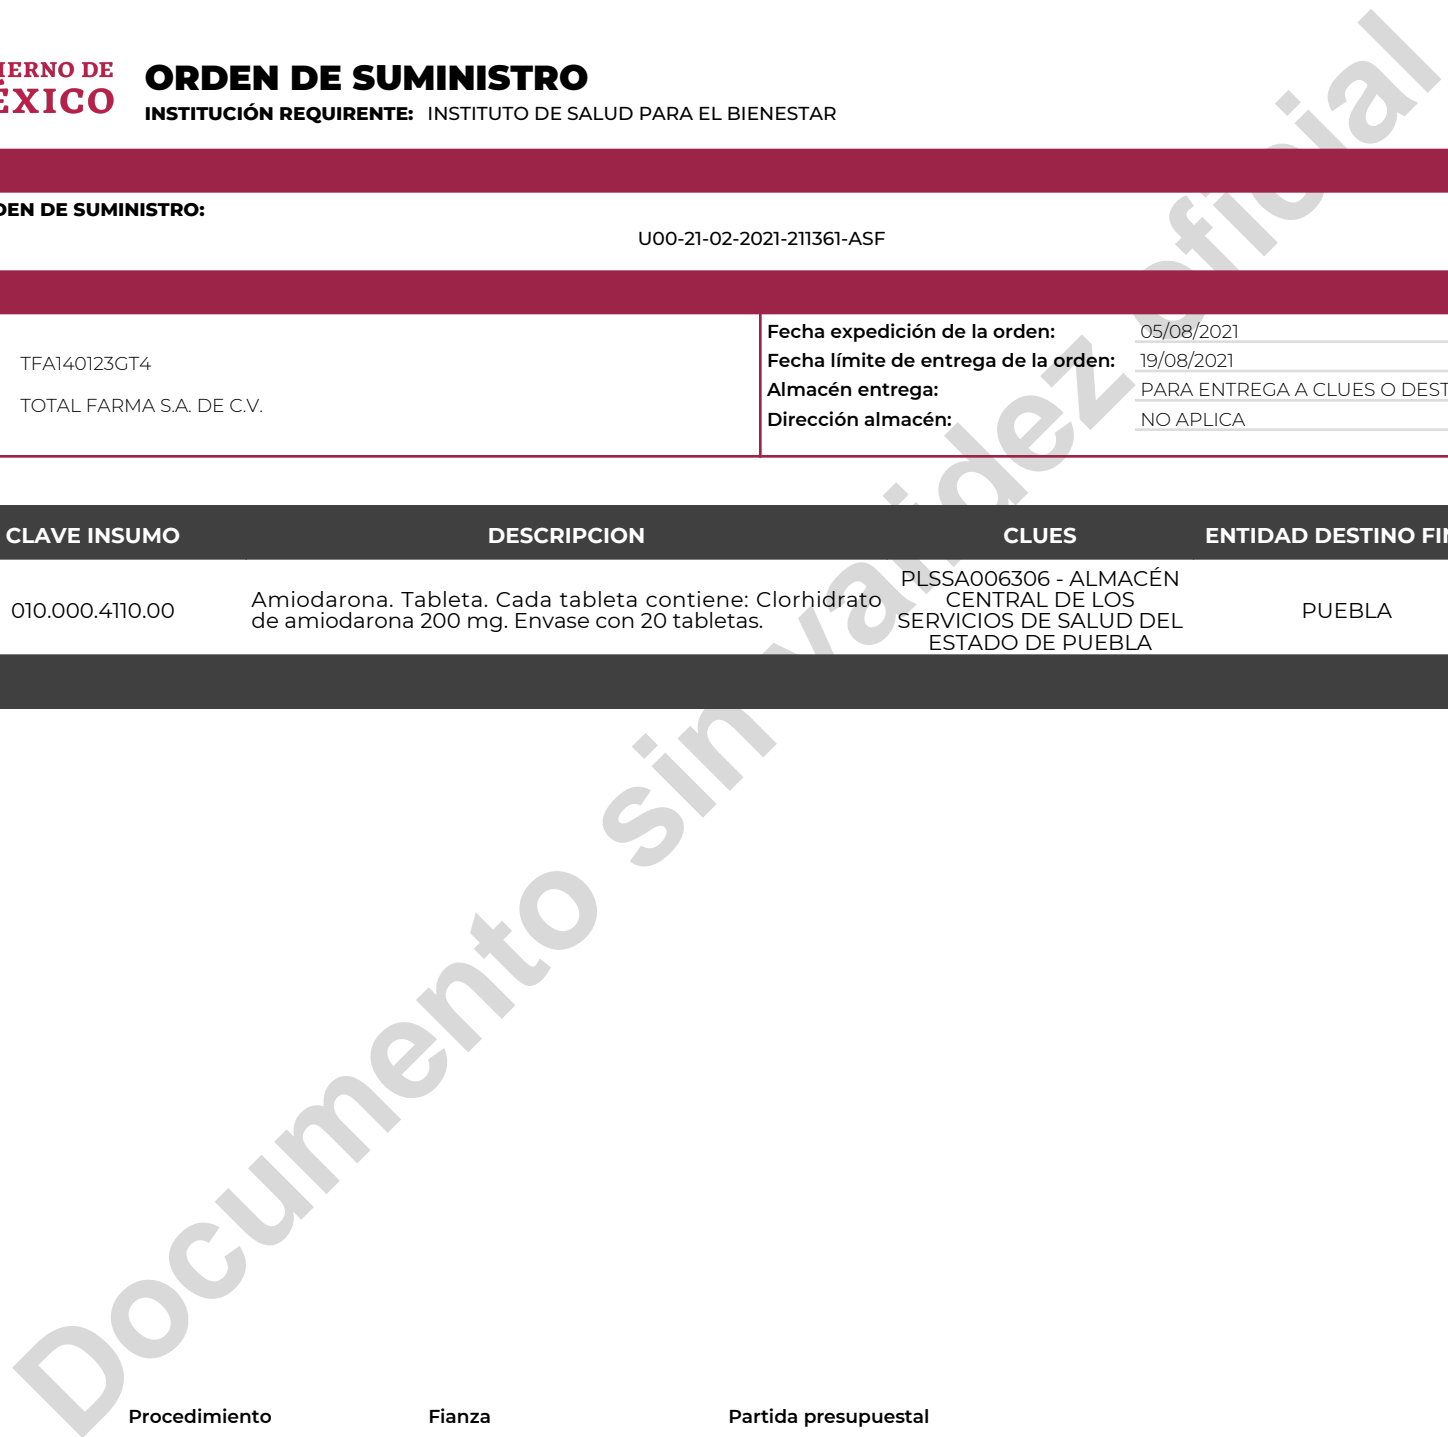 IERNO DE
ÉXICO
ORDEN DE SUMINISTRO
INSTITUCIÓN REQUIRENTE: INSTITUTO DE SALUD PARA EL BIENESTAR
DEN DE SUMINISTRO:
U00-21-02-2021-211361-ASF
TFA140123GT4
TOTAL FARMA S.A. DE C.V.
Fecha expedición de la orden: 05/08/2021
Fecha límite de entrega de la orden: 19/08/2021
Almacén entrega: PARA ENTREGA A CLUES O DEST
Dirección almacén: NO APLICA
CLAVE INSUMO DESCRIPCION CLUES ENTIDAD DESTINO FIN
010.000.4110.00
Amiodarona. Tableta. Cada tableta contiene: Clorhidrato
de amiodarona 200 mg. Envase con 20 tabletas.
PLSSA006306 - ALMACÉN
CENTRAL DE LOS
SERVICIOS DE SALUD DEL
ESTADO DE PUEBLA
PUEBLA
Documento sin validez oficial
Procedimiento Fianza Partida presupuestal